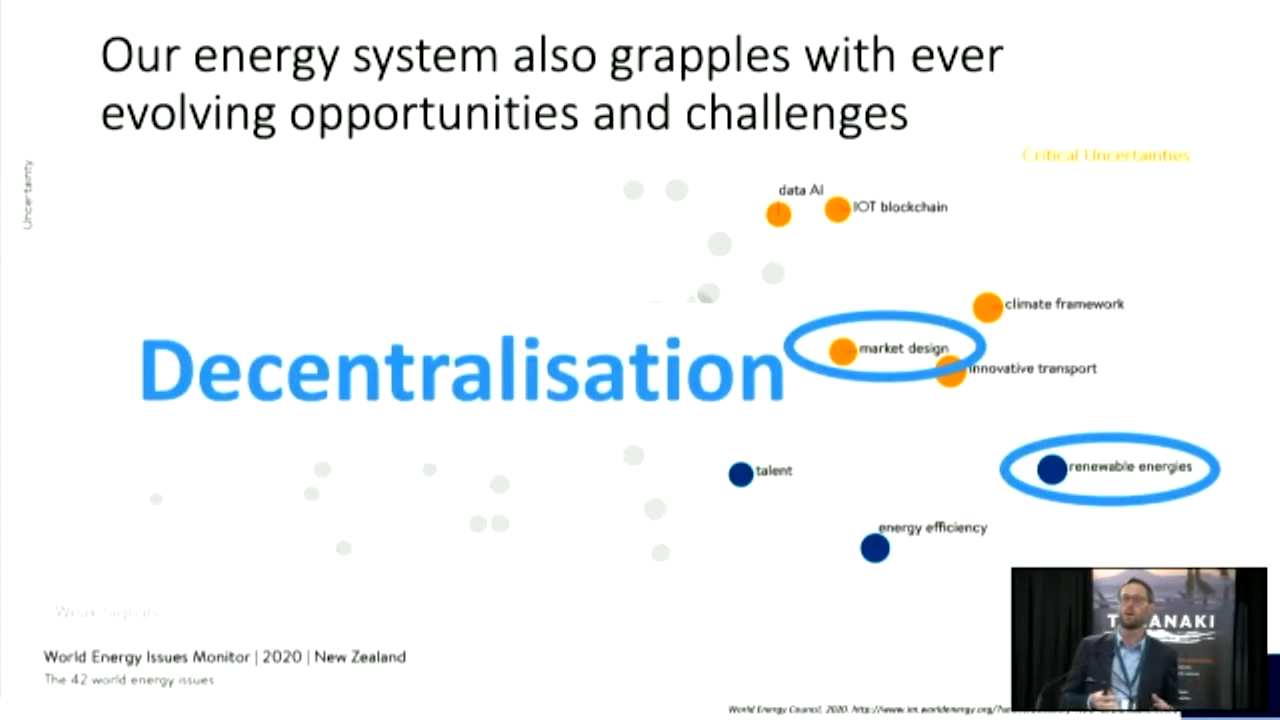 Our energy system also grapples with ever
evolving opportunities and challenges
Critical Uncertainties
Uncertainty
data AI
IOT blockchain
climate framework
market design
innovative transport
Decentralisation
talent
renewable energies
energy efficiency
Weak Signals
World Energy Issues Monitor | 2020 | New Zealand
The 42 world energy issues
World Energy Council, 2020.